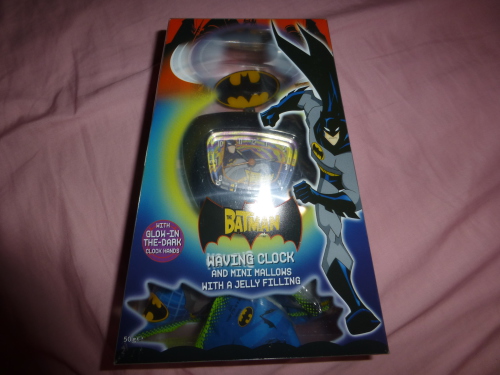 WITH
GLOW-IN
THE-DARK
CLOCK HANDS
BATMAN
WAVING CLOCK
AND MINI MALLOWS
WITH A JELLY FILLING